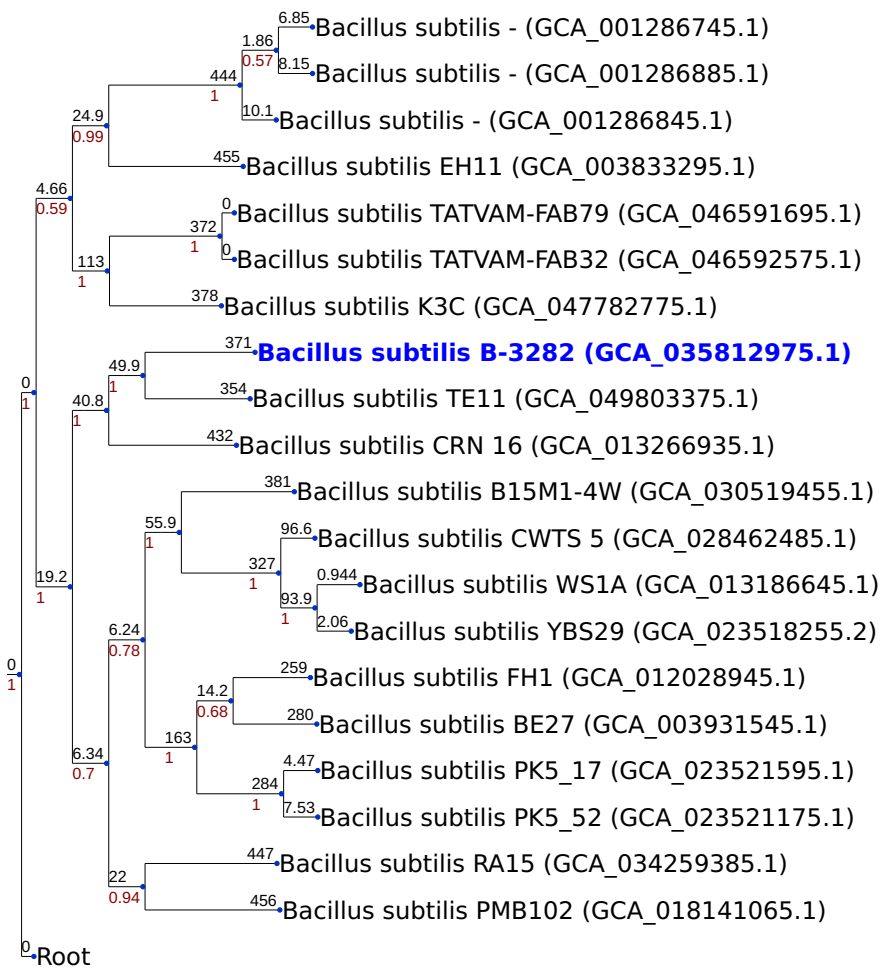 6.85
Bacillus subtilis - (GCA_001286745.1)
1.86
0.57
8.15
Bacillus subtilis - (GCA_001286885.1)
444
1
10.1
Bacillus subtilis - (GCA_001286845.1)
24.9
0.99
455
Bacillus subtilis EH11 (GCA_003833295.1)
4.66
0.59
0
Bacillus subtilis TATVAM-FAB79 (GCA_046591695.1)
372
1
0
Bacillus subtilis TATVAM-FAB32 (GCA_046592575.1)
113
1
378
Bacillus subtilis K3C (GCA_047782775.1)
371
Bacillus subtilis B-3282 (GCA_035812975.1)
49.9
1
0
1
354
Bacillus subtilis TE11 (GCA_049803375.1)
40.8
1
432
Bacillus subtilis CRN 16 (GCA_013266935.1)
381
Bacillus subtilis B15M1-4W (GCA_030519455.1)
55.9
1
96.6
Bacillus subtilis CWTS 5 (GCA_028462485.1)
327
1
19.2
1
0.944
Bacillus subtilis WS1A (GCA_013186645.1)
93.9
1
2.06
Bacillus subtilis YBS29 (GCA_023518255.2)
6.24
0.78
0
1
259
Bacillus subtilis FH1 (GCA_012028945.1)
14.2
0.68
280
Bacillus subtilis BE27 (GCA_003931545.1)
163
1
6.34
0.7
4.47
Bacillus subtilis PK5_17 (GCA_023521595.1)
284
1
7.53
Bacillus subtilis PK5_52 (GCA_023521175.1)
447
Bacillus subtilis RA15 (GCA_034259385.1)
22
0.94
456
Bacillus subtilis PMB102 (GCA_018141065.1)
0
Root